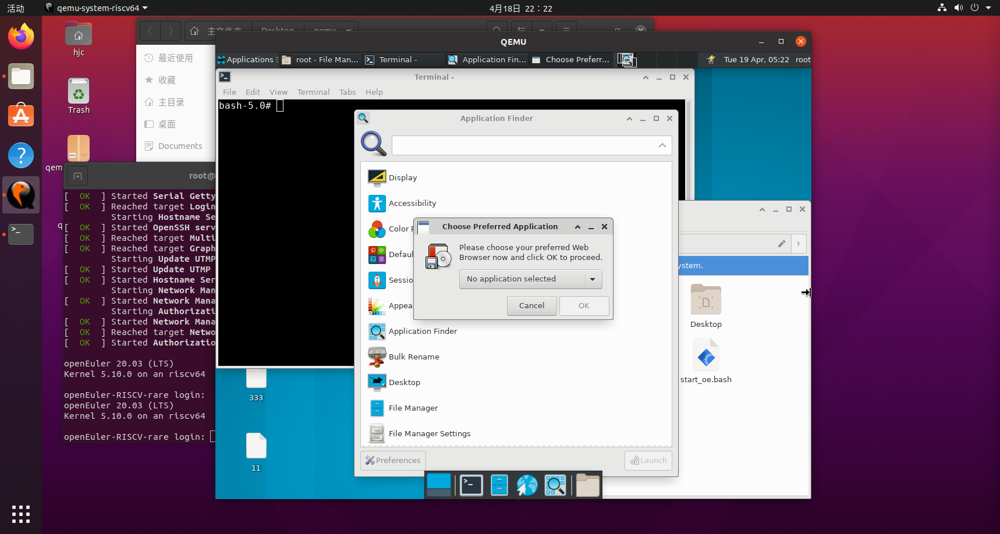 活动
qemu-system-riscv64
4月18日 22：22
hjc
Trash
qem
q
主文件夹
Desktop
qemu
最近使用
收藏
主目录
桌面
Documents
root@
[  OK  ] Started Serial Getty
[  OK  ] Reached target Login
Starting Hostname Se
[  OK  ] Started OpenSSH serv
[  OK  ] Reached target Multi
[  OK  ] Reached target Graph
Starting Update UTMP
[  OK  ] Started Update UTMP
[  OK  ] Started Hostname Ser
Starting Network Man
[  OK  ] Started Network Mana
Starting Authorizati
[  OK  ] Started Network Mana
[  OK  ] Reached target Netwo
[  OK  ] Started Authorizatio
openEuler 20.03 (LTS)
Kernel 5.10.0 on an riscv64
openEuler-RISCV-rare login:
openEuler 20.03 (LTS)
Kernel 5.10.0 on an riscv64
openEuler-RISCV-rare login:
QEMU
Applications
root - File Man...
Terminal -
Application Fin...
Choose Preferr...
Tue 19 Apr, 05:22
root
Terminal -
File Edit View Terminal Tabs Help
bash-5.0#
Application Finder
Display
Accessibility
Color P
Defaul
Sessio
Appea
Application Finder
Bulk Rename
Desktop
File Manager
File Manager Settings
Preferences
Launch
Choose Preferred Application
Please choose your preferred Web
Browser now and click OK to proceed.
No application selected
Cancel
OK
ystem.
Desktop
start_oe.bash
333
11